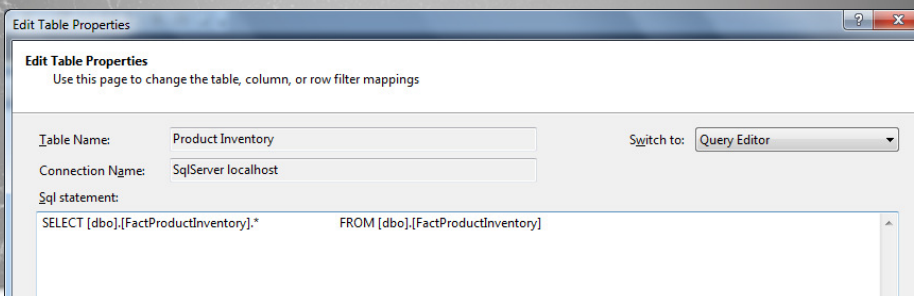 Edit Table Properties
Edit Table Properties
Use this page to change the table, column, or row filter mappings
Table Name: Product Inventory Switch to: Query Editor
Connection Name: SqlServer localhost
Sql statement:
SELECT [dbo].[FactProductInventory].* FROM [dbo].[FactProductInventory]